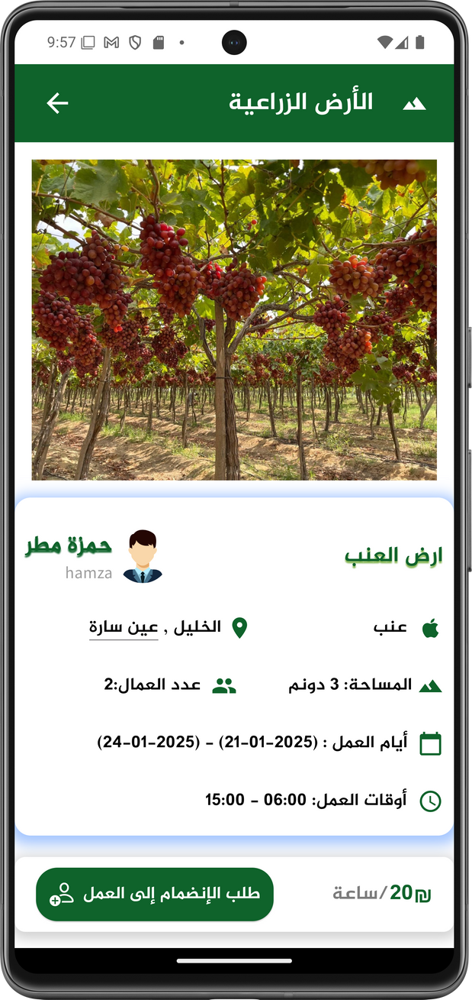 9:57
الأرض الزراعية
ارض العنب
حمزة مطر
hamza
عنب
الخليل , عين سارة
المساحة: 3 دونم
عدد العمال:2
أيام العمل : (21-01-2025) - (24-01-2025)
أوقات العمل: 06:00 - 15:00
₪20/ساعة
طلب الإنضمام إلى العمل